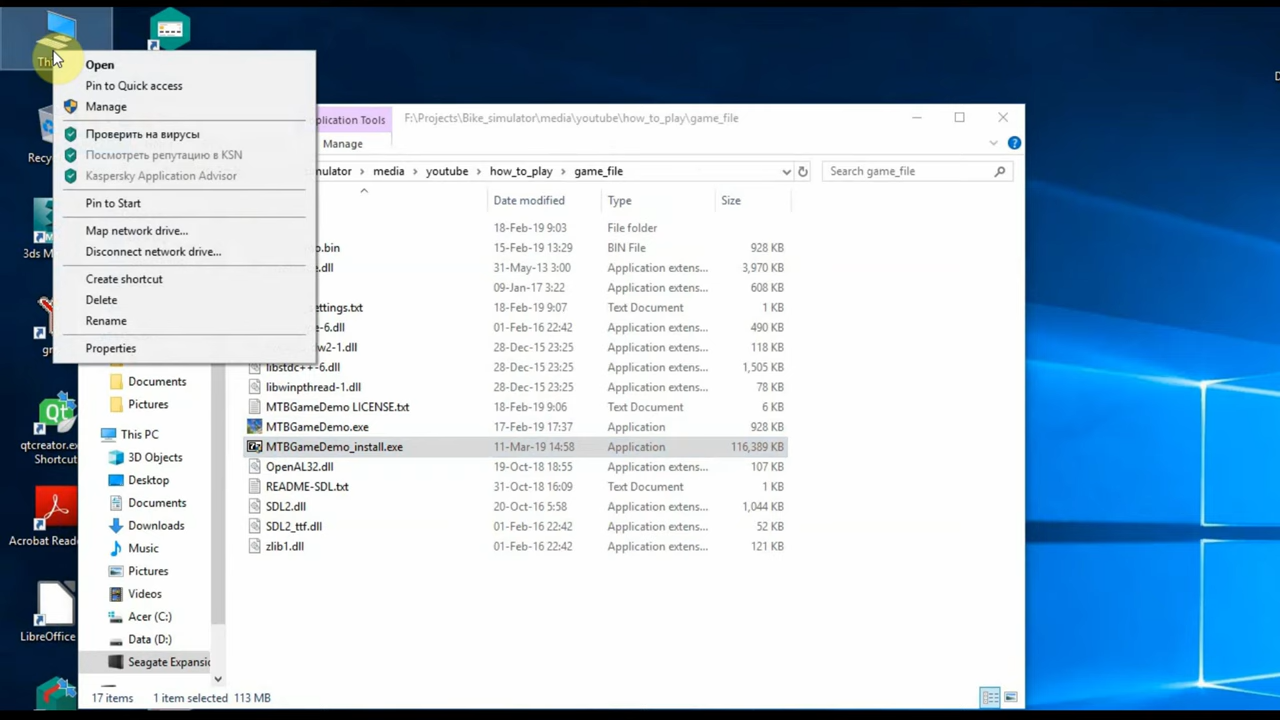 Thi
Open
Pin to Quick access
Manage
Проверить на вирусы
Посмотреть репутацию в KSN
Kaspersky Application Advisor
Pin to Start
Map network drive...
Disconnect network drive...
Create shortcut
Delete
Rename
Properties
Recy
3ds M
gr
qtcreator.ex
Shortcut
Acrobat Read
LibreOffice
plication Tools
F:\Projects\Bike_simulator\media\youtube\how_to_play\game_file
Manage
mulator
media
youtube
how_to_play
game_file
Search game_file
Date modified
Type
Size
18-Feb-19 9:03
File folder
o.bin
15-Feb-19 13:29
BIN File
928 KB
e.dll
31-May-13 3:00
Application extens...
3,970 KB
09-Jan-17 3:22
Application extens...
608 KB
ettings.txt
18-Feb-19 9:07
Text Document
1 KB
e-6.dll
01-Feb-16 22:42
Application extens...
490 KB
w2-1.dll
28-Dec-15 23:25
Application extens...
118 KB
libstdc++-6.dll
28-Dec-15 23:25
Application extens...
1,505 KB
libwinpthread-1.dll
28-Dec-15 23:25
Application extens...
78 KB
MTBGameDemo LICENSE.txt
18-Feb-19 9:06
Text Document
6 KB
MTBGameDemo.exe
17-Feb-19 17:37
Application
928 KB
MTBGameDemo_install.exe
11-Mar-19 14:58
Application
116,389 KB
OpenAL32.dll
19-Oct-18 18:55
Application extens...
107 KB
README-SDL.txt
31-Oct-18 16:09
Text Document
1 KB
SDL2.dll
20-Oct-16 5:58
Application extens...
1,044 KB
SDL2_ttf.dll
01-Feb-16 22:42
Application extens...
52 KB
zlib1.dll
01-Feb-16 22:42
Application extens...
121 KB
Documents
Pictures
This PC
3D Objects
Desktop
Documents
Downloads
Music
Pictures
Videos
Acer (C:)
Data (D:)
Seagate Expansio
17 items
1 item selected
113 MB